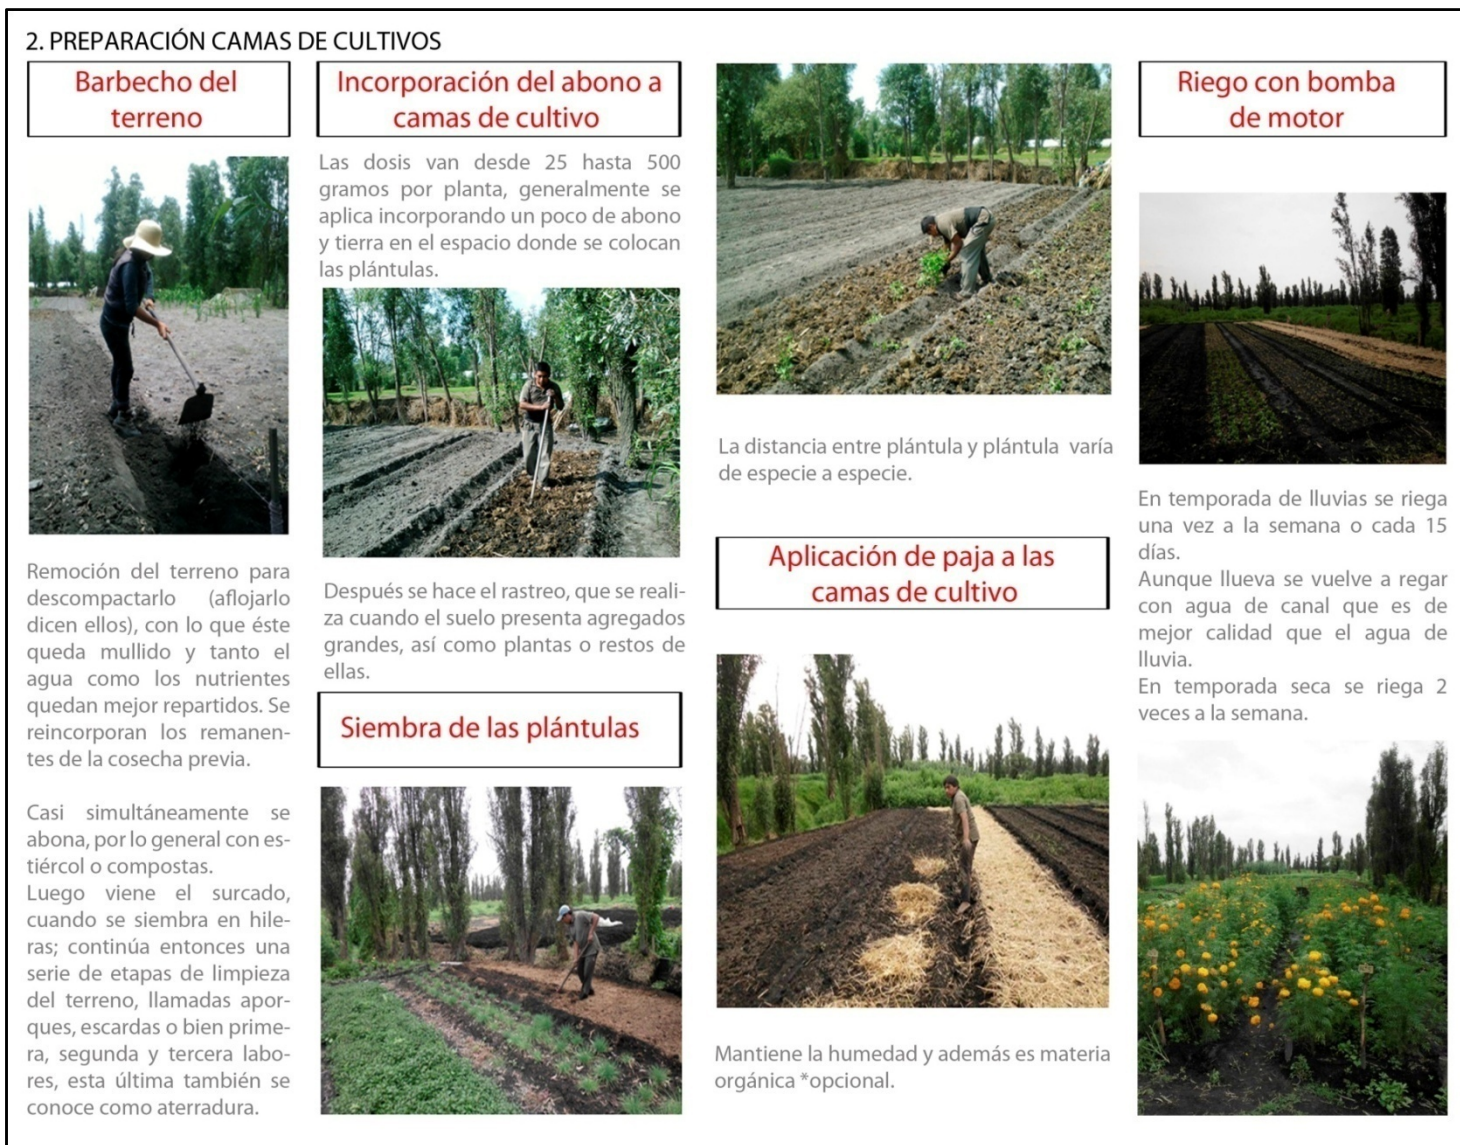 2. PREPARACIÓN CAMAS DE CULTIVOS
Barbecho del
terreno
Remoción del terreno para
descompactarlo (aflojarlo
dicen ellos), con lo que éste
queda mullido y tanto el
agua como los nutrientes
quedan mejor repartidos. Se
reincorporan los remanen-
tes de la cosecha previa.
Casi simultáneamente se
abona, por lo general con es-
tiércol o compostas.
Luego viene el surcado,
cuando se siembra en hile-
ras; continúa entonces una
serie de etapas de limpieza
del terreno, llamadas apor-
ques, escardas o bien prime-
ra, segunda y tercera labo-
res, esta última también se
conoce como aterradura.
Incorporación del abono a
camas de cultivo
Las dosis van desde 25 hasta 500
gramos por planta, generalmente se
aplica incorporando un poco de abono
y tierra en el espacio donde se colocan
las plántulas.
Después se hace el rastreo, que se reali-
za cuando el suelo presenta agregados
grandes, así como plantas o restos de
ellas.
Siembra de las plántulas
La distancia entre plántula y plántula varía
de especie a especie.
Aplicación de paja a las
camas de cultivo
Mantiene la humedad y además es materia
orgánica *opcional.
Riego con bomba
de motor
En temporada de lluvias se riega
una vez a la semana o cada 15
días.
Aunque llueva se vuelve a regar
con agua de canal que es de
mejor calidad que el agua de
lluvia.
En temporada seca se riega 2
veces a la semana.